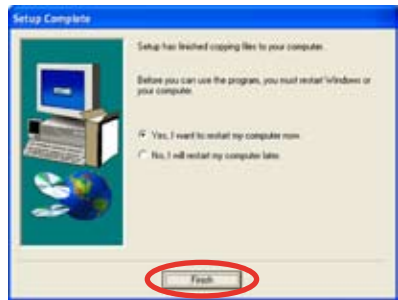 Setup Complete
Setup has finished copying files to your computer.
Before you can use the program, you must restart Windows or
your computer.
Yes, I want to restart my computer now.
No, I will restart my computer later.
Finish